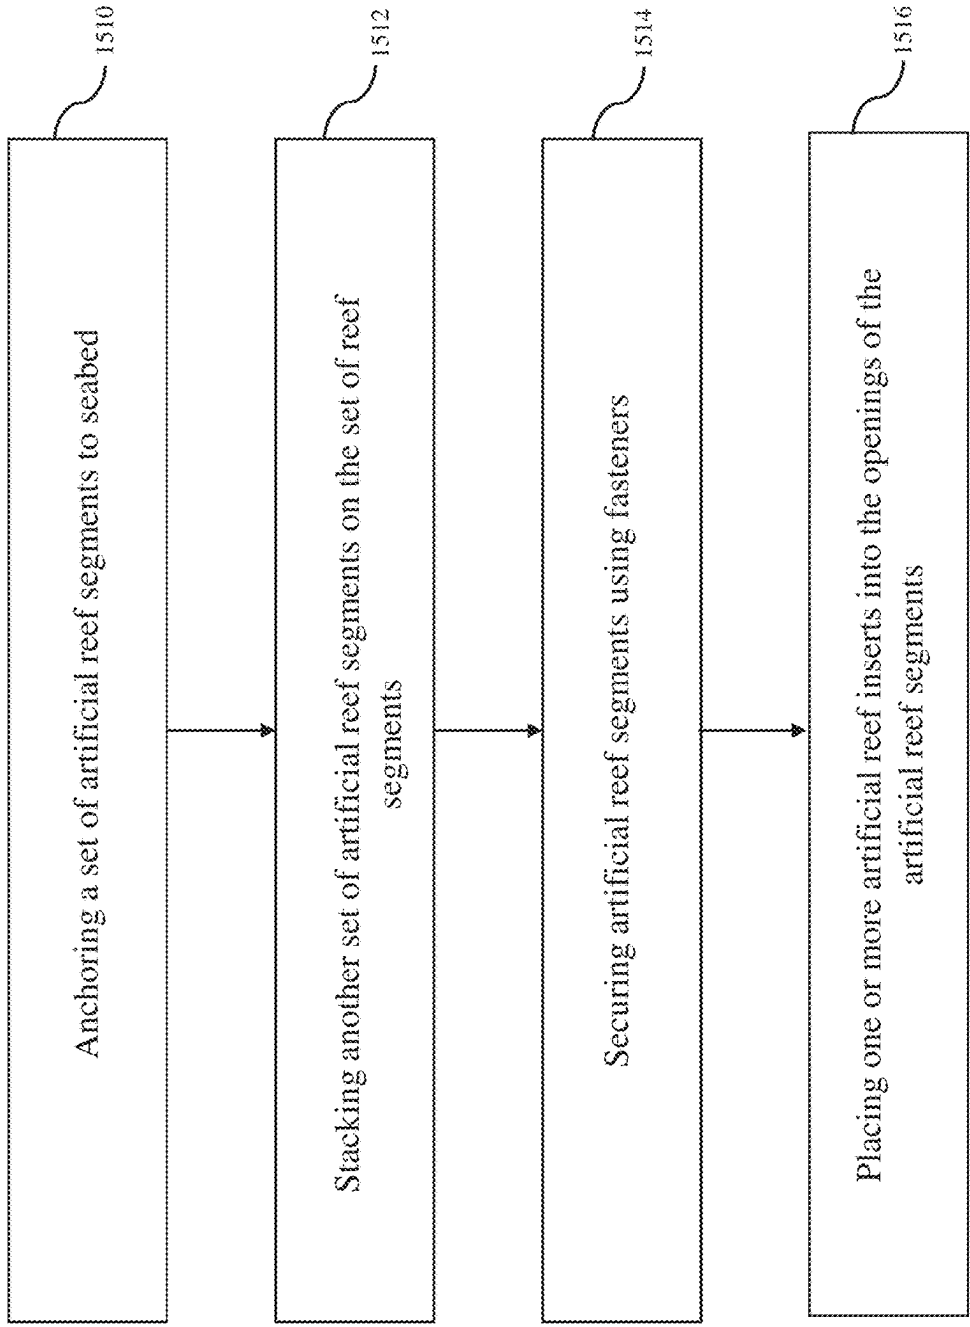 Anchoring a set of artificial reef segments to seabed
1510
Stacking another set of artificial reef segments on the set of reef
segments
1512
Securing artificial reef segments using fasteners
1514
Placing one or more artificial reef inserts into the openings of the
artificial reef segments
1516